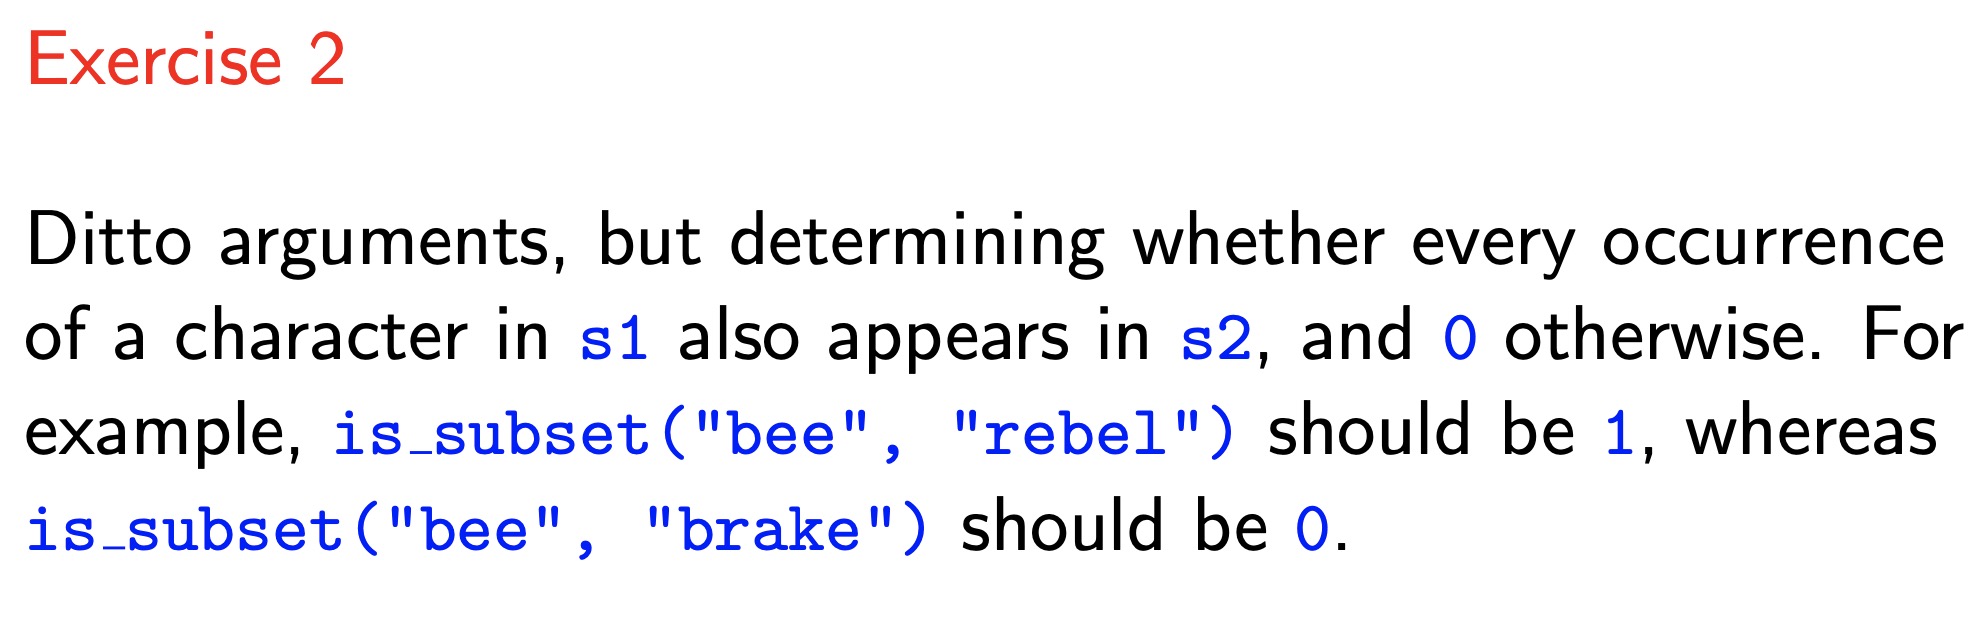 Exercise 2
Ditto arguments, but determining whether every occurrence
of a character in s1 also appears in s2, and 0 otherwise. For
example, is_subset("bee", "rebel") should be 1, whereas
is_subset("bee", "brake") should be 0.